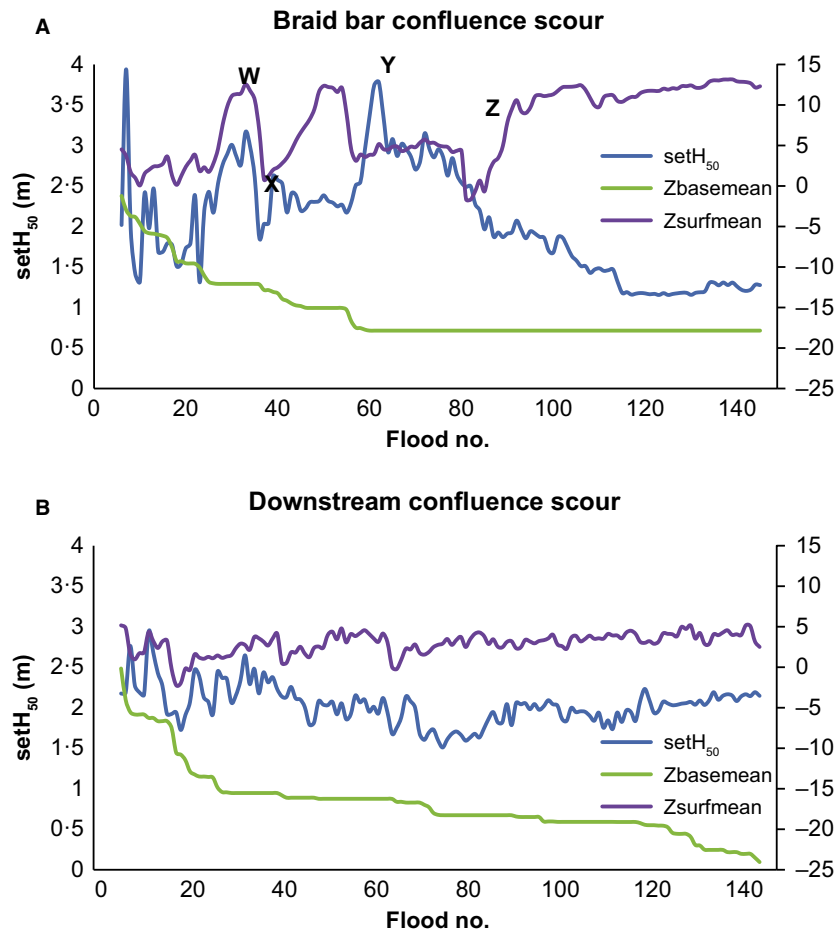 A
Braid bar confluence scour
4
3·5
3
2·5
2
1·5
1
0·5
0
setH50 (m)
W
X
Y
Z
setH50
Zbasemean
Zsurfmean
15
10
5
0
–5
–10
–15
–20
–25
0 20 40 60 80 100 120 140
Flood no.
B
Downstream confluence scour
4
3·5
3
2·5
2
1·5
1
0·5
0
setH50 (m)
setH50
Zbasemean
Zsurfmean
15
10
5
0
–5
–10
–15
–20
–25
0 20 40 60 80 100 120 140
Flood no.